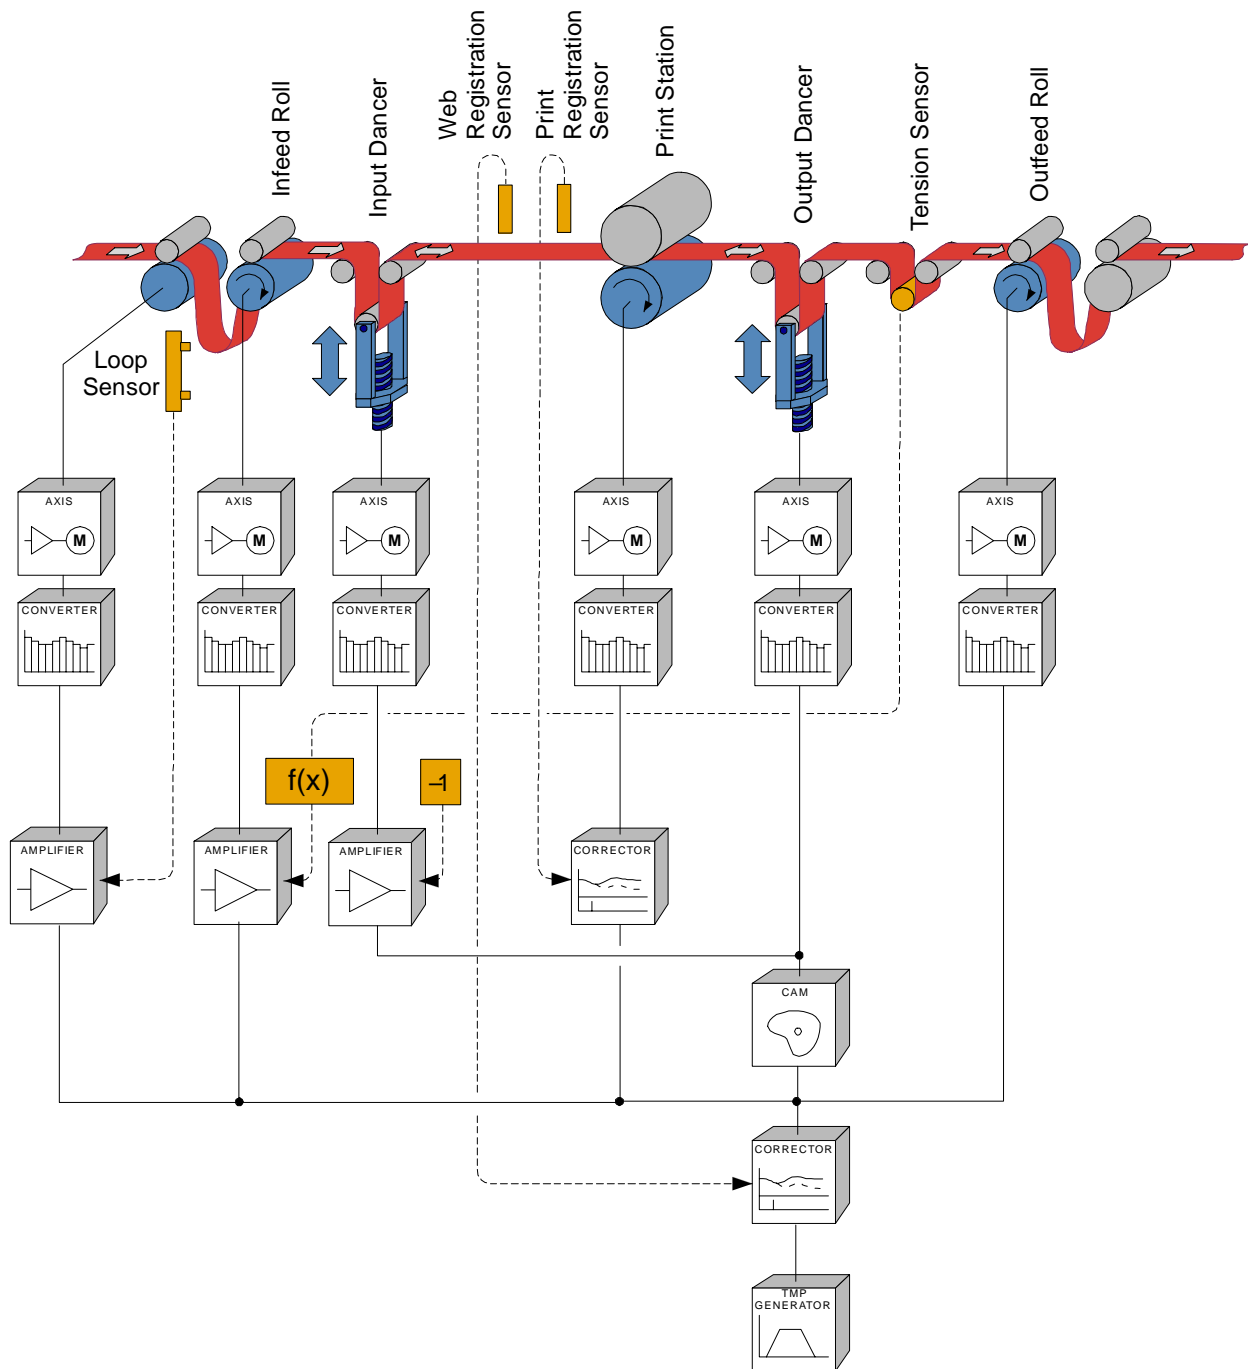 Infeed Roll
Input Dancer
Web
Registration
Sensor
Print
Registration
Sensor
Print Station
Output Dancer
Tension Sensor
Outfeed Roll
Loop
Sensor
AXIS
M
AXIS
M
AXIS
M
AXIS
M
AXIS
M
AXIS
M
CONVERTER
CONVERTER
CONVERTER
CONVERTER
CONVERTER
CONVERTER
f(x)
–1
AMPLIFIER
AMPLIFIER
AMPLIFIER
CORRECTOR
CAM
CORRECTOR
TMP
GENERATOR